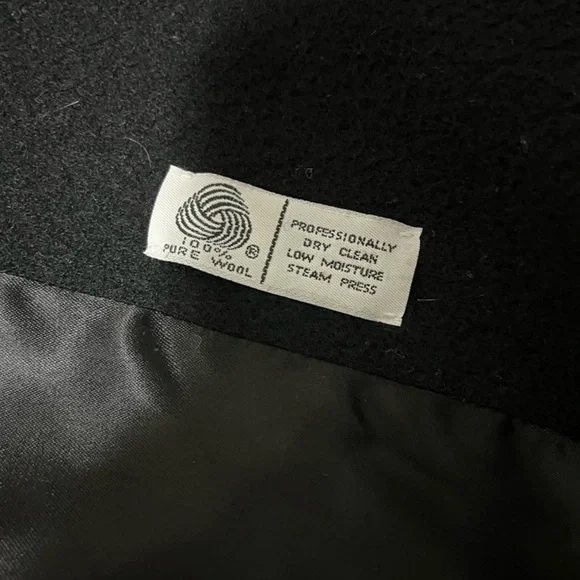 100%
PURE WOOL
®
PROFESSIONALLY
DRY CLEAN
LOW MOISTURE
STEAM PRESS